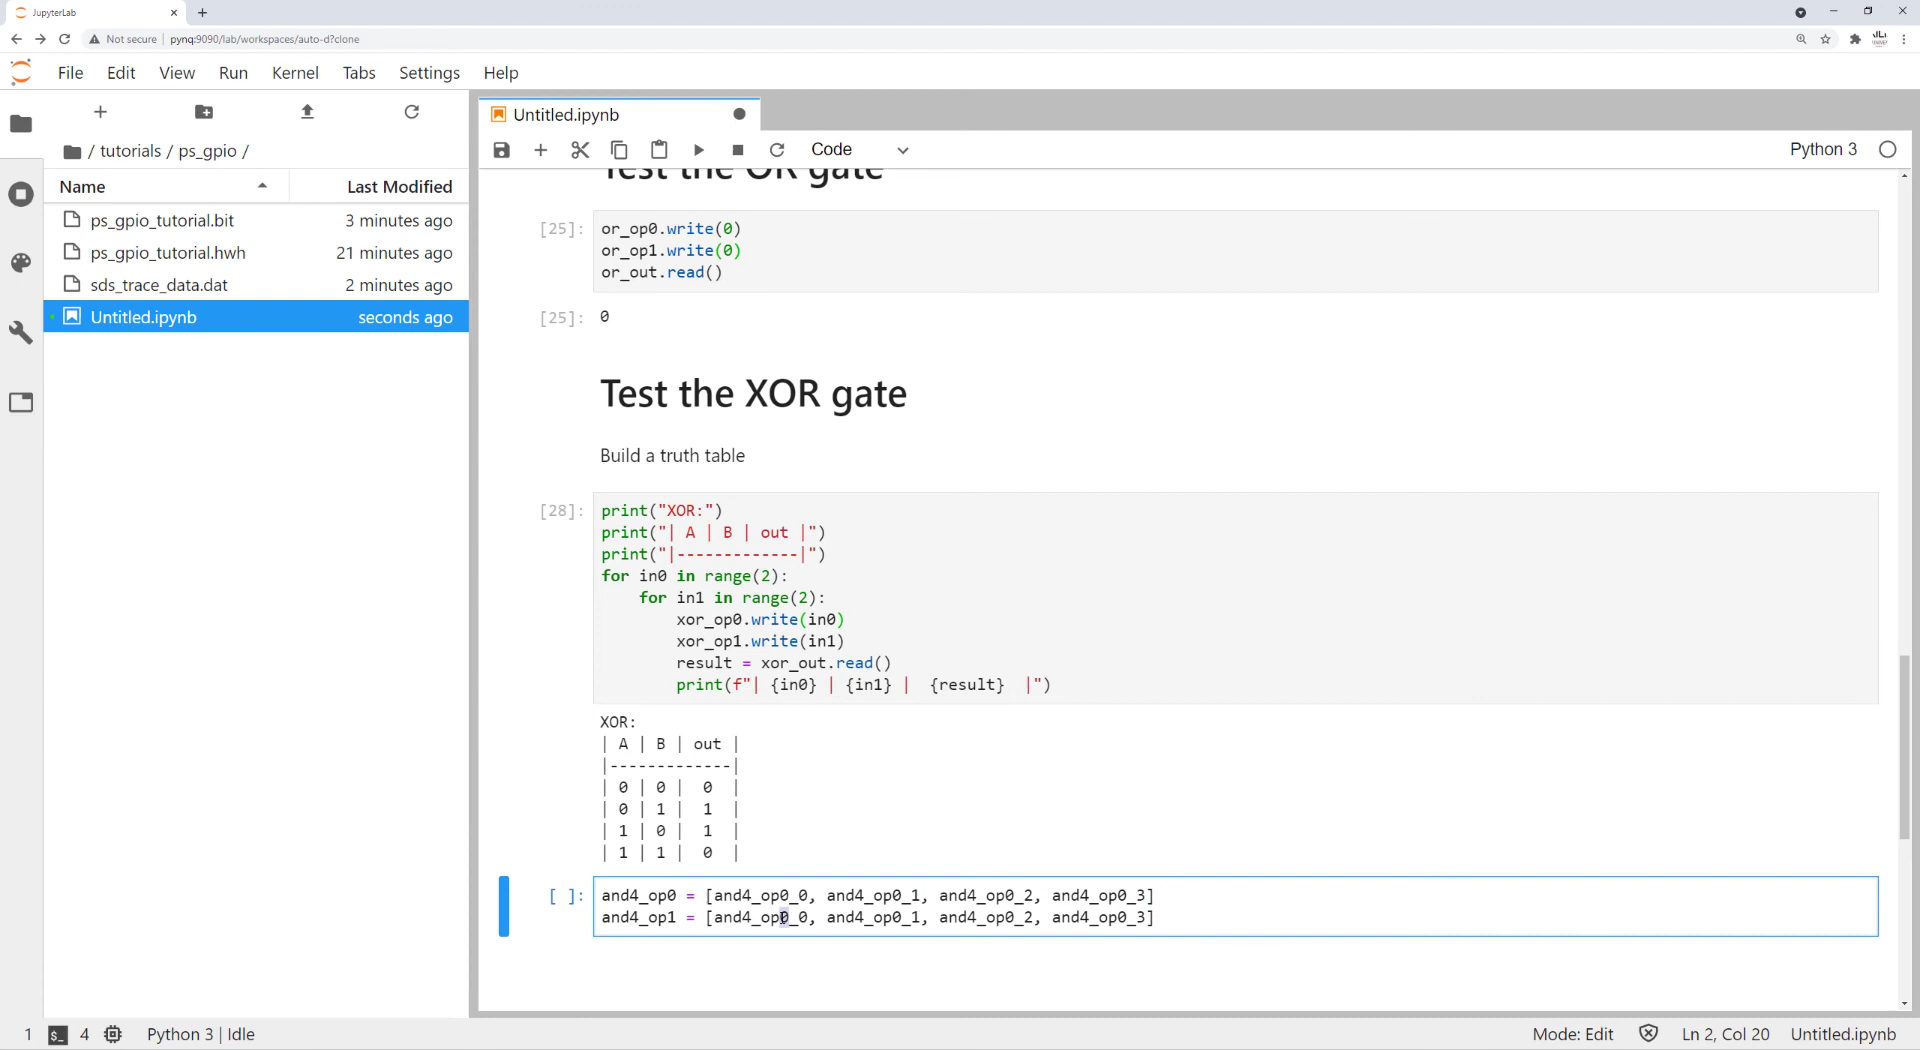 JupyterLab
Not secure | pynq:9090/lab/workspaces/auto-d?clone
File Edit View Run Kernel Tabs Settings Help
/ tutorials / ps_gpio /
Name Last Modified
ps_gpio_tutorial.bit 3 minutes ago
ps_gpio_tutorial.hwh 21 minutes ago
sds_trace_data.dat 2 minutes ago
Untitled.ipynb seconds ago
Untitled.ipynb
Code Python 3
Test the OR gate
[25]: or_op0.write(0)
or_op1.write(0)
or_out.read()
[25]: 0
Test the XOR gate
Build a truth table
[28]: print("XOR:")
print("| A | B | out |")
print("|-------------|")
for in0 in range(2):
    for in1 in range(2):
        xor_op0.write(in0)
        xor_op1.write(in1)
        result = xor_out.read()
        print(f"| {in0} | {in1} |  {result}  |")
XOR:
| A | B | out |
|-------------|
| 0 | 0 |  0  |
| 0 | 1 |  1  |
| 1 | 0 |  1  |
| 1 | 1 |  0  |
[ ]: and4_op0 = [and4_op0_0, and4_op0_1, and4_op0_2, and4_op0_3]
and4_op1 = [and4_op0_0, and4_op0_1, and4_op0_2, and4_op0_3]
1 $_ 4 Python 3 | Idle Mode: Edit Ln 2, Col 20 Untitled.ipynb